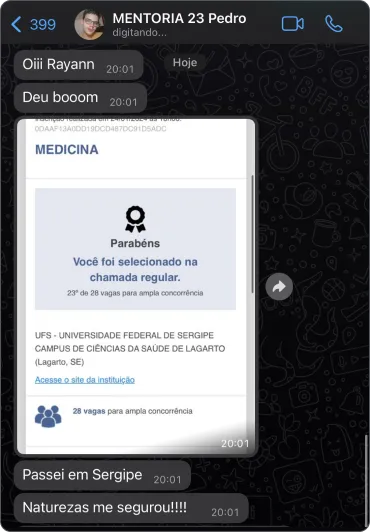 399
MENTORIA 23 Pedro
digitando...
Oiii Rayann 20:01
Hoje
Deu booom 20:01
MEDICINA
Parabéns
Você foi selecionado na
chamada regular.
23º de 28 vagas para ampla concorrência
UFS - UNIVERSIDADE FEDERAL DE SERGIPE
CAMPUS DE CIÊNCIAS DA SAÚDE DE LAGARTO
(Lagarto, SE)
Acesse o site da instituição
28 vagas para ampla concorrência
20:01
Passei em Sergipe 20:01
Naturezas me segurou!!!! 20:01